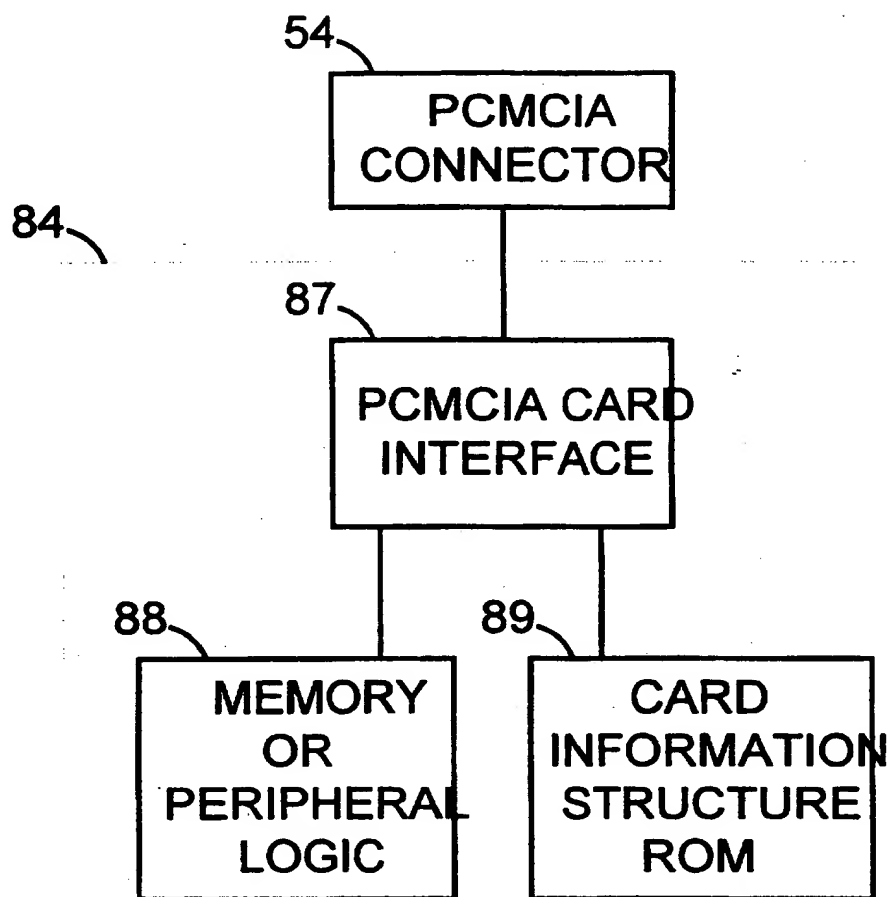 54
PCMCIA
CONNECTOR
84
87
PCMCIA CARD
INTERFACE
88
MEMORY
OR
PERIPHERAL
LOGIC
89
CARD
INFORMATION
STRUCTURE
ROM